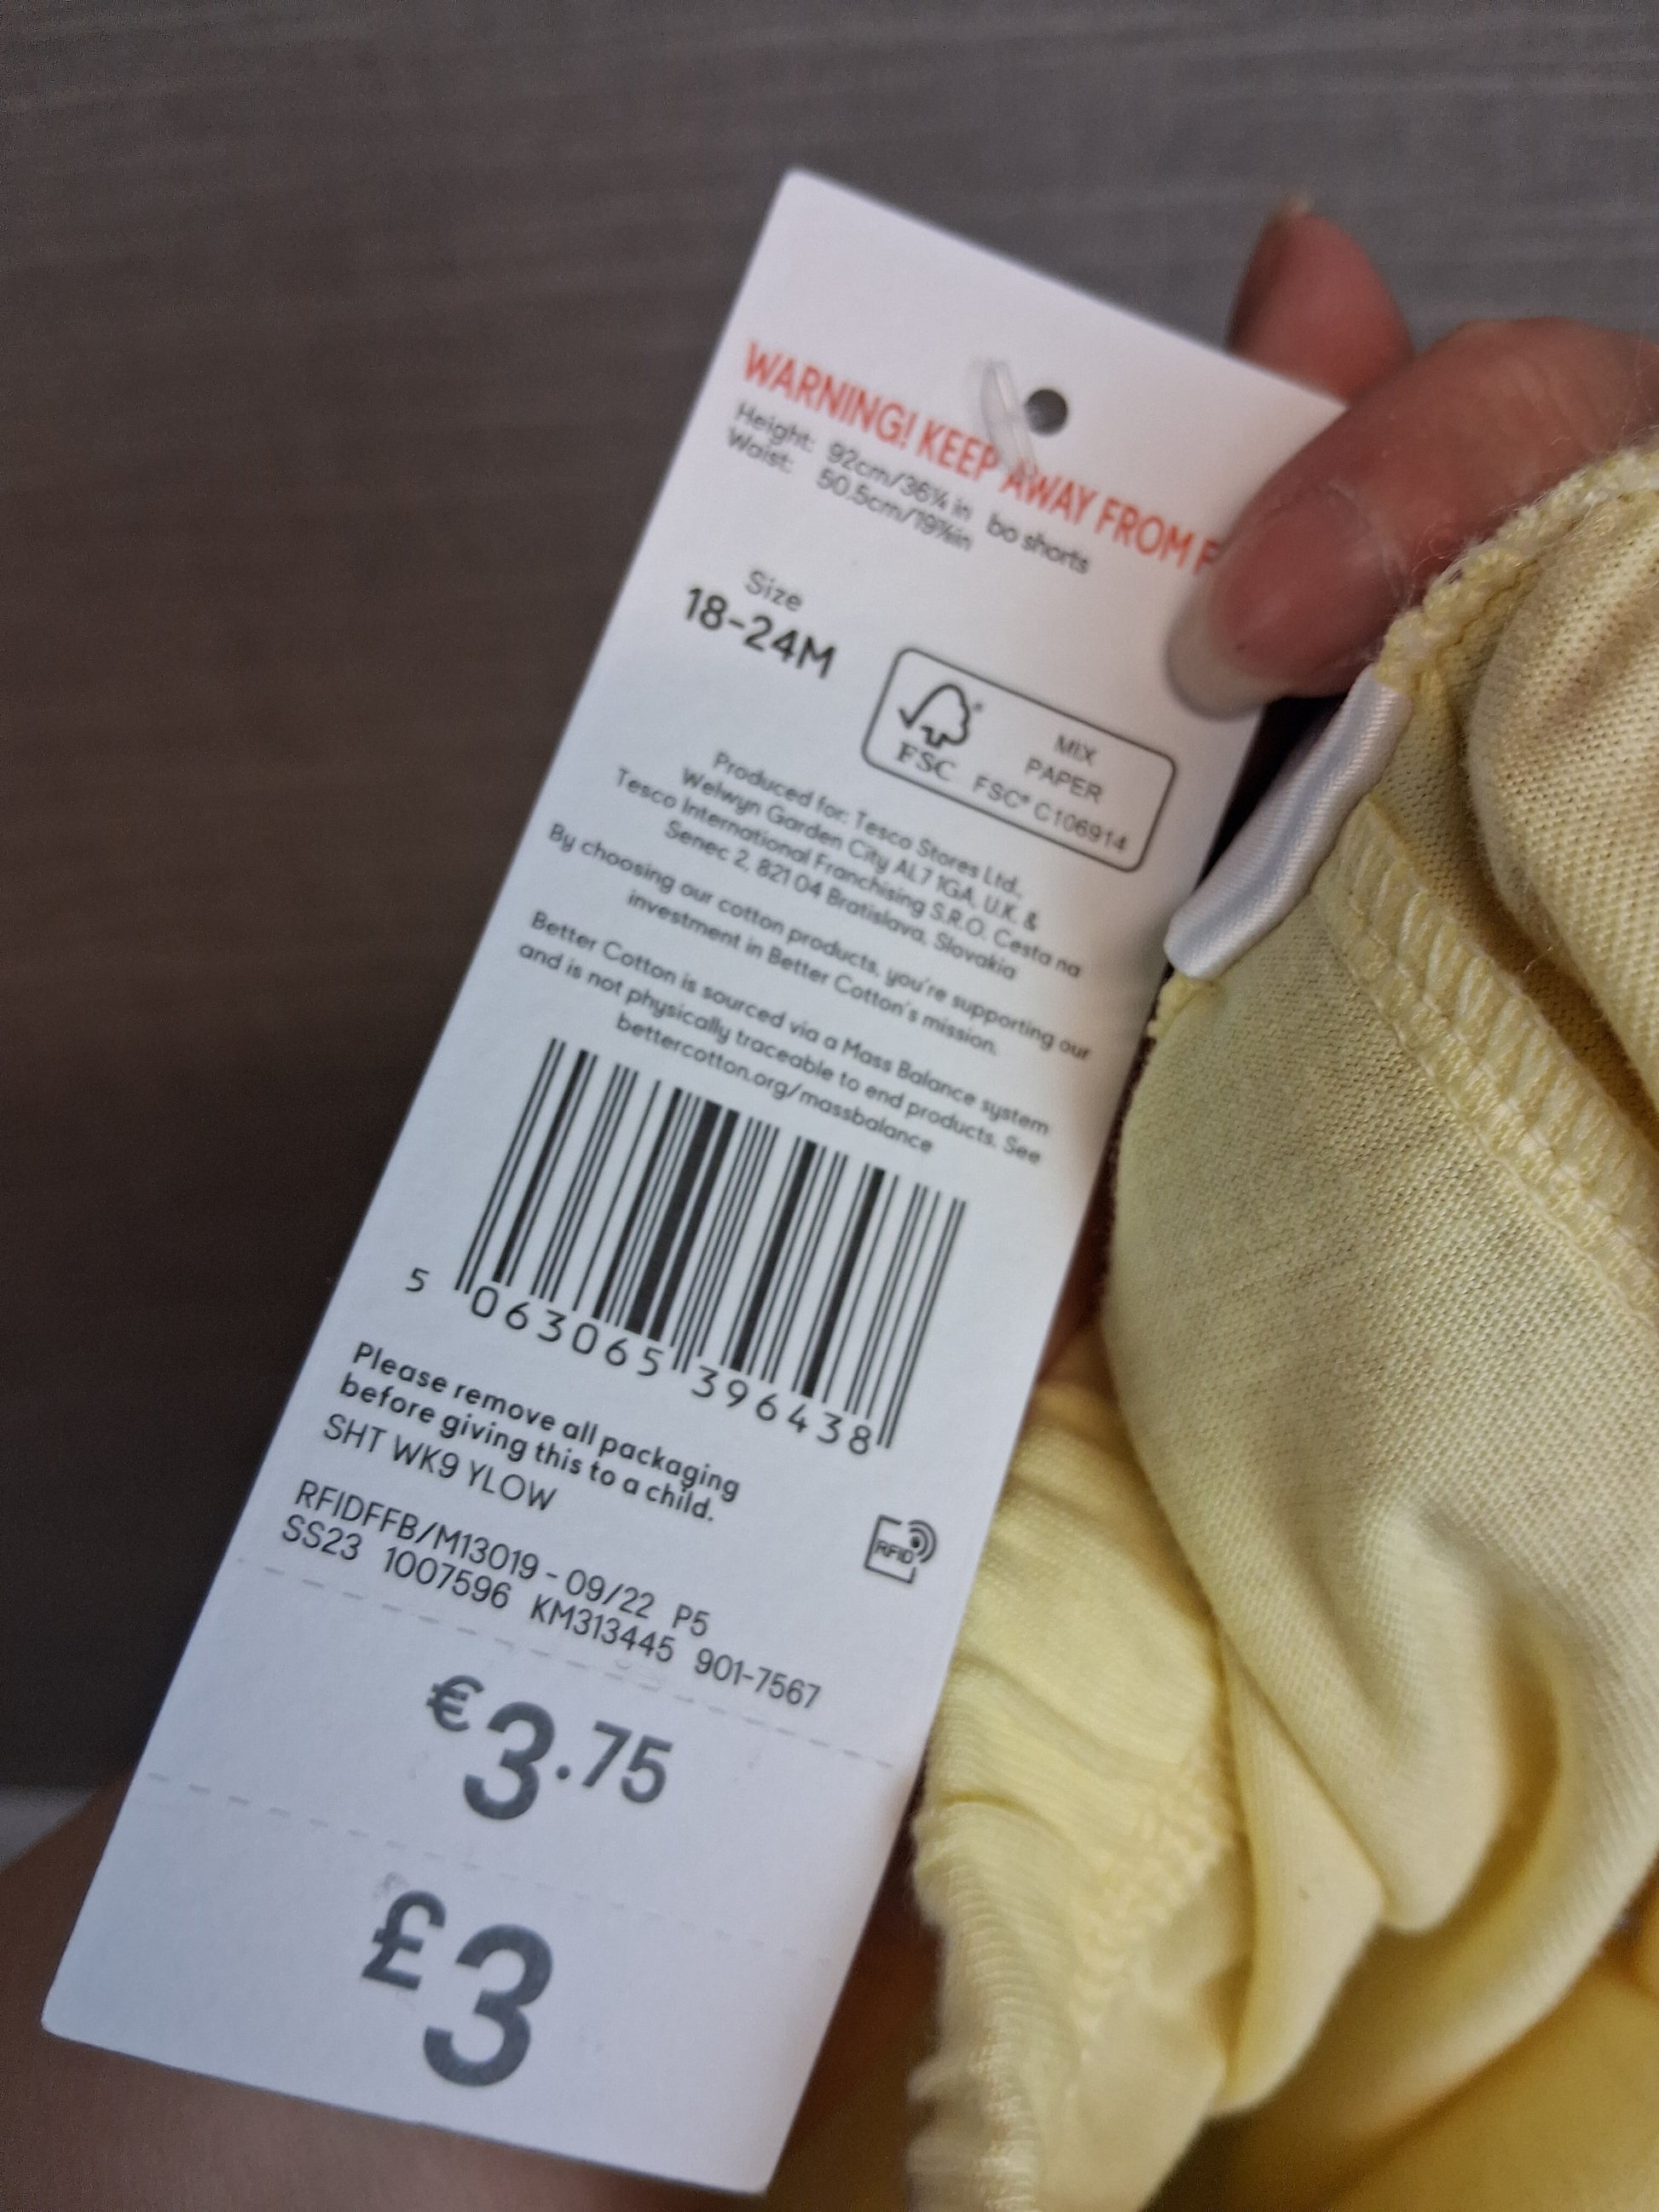 WARNING! KEEP AWAY FROM F
Height: 92cm/36¼ in bo shorts
Waist: 50.5cm/19⅞in
Size
18-24M
FSC®
MIX
PAPER
FSC® C106914
Produced for: Tesco Stores Ltd.,
Welwyn Garden City AL7 1GA, U.K. &
Tesco International Franchising S.R.O. Cesta na
Senec 2, 821 04 Bratislava, Slovakia
By choosing our cotton products, you're supporting our
investment in Better Cotton's mission.
Better Cotton is sourced via a Mass Balance system
and is not physically traceable to end products. See
bettercotton.org/massbalance
5 063065 396438
Please remove all packaging
before giving this to a child.
SHT WK9 YLOW
RFID
RFIDFFB/M13019 - 09/22 P5
SS23 1007596 KM313445 901-7567
€3.75
£3